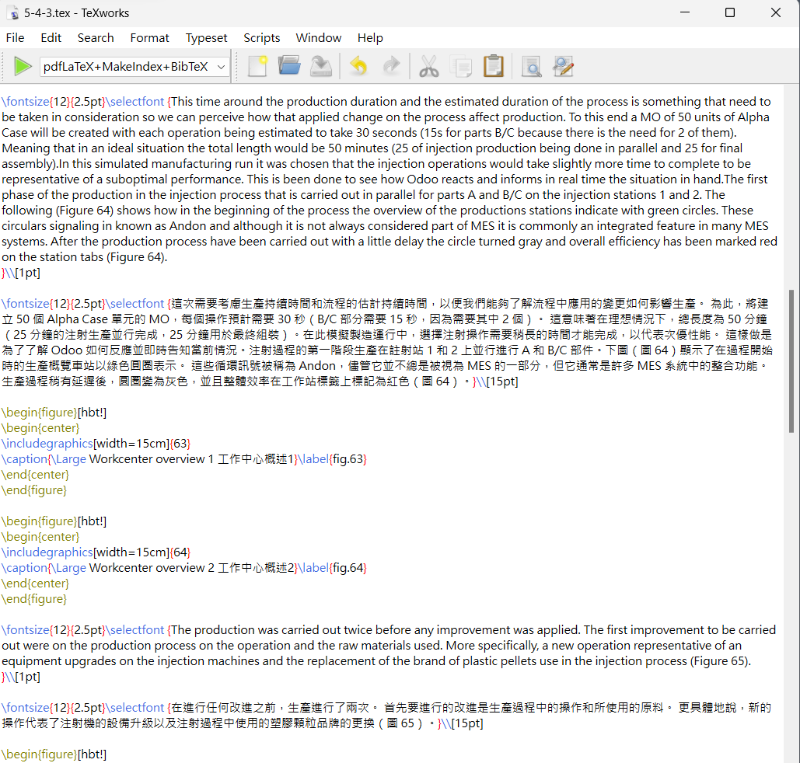 5-4-3.tex - TeXworks
File Edit Search Format Typeset Scripts Window Help
pdfLaTeX+MakeIndex+BibTeX
\fontsize{12}{2.5pt}\selectfont {This time around the production duration and the estimated duration of the process is something that need to
be taken in consideration so we can perceive how that applied change on the process affect production. To this end a MO of 50 units of Alpha
Case will be created with each operation being estimated to take 30 seconds (15s for parts B/C because there is the need for 2 of them).
Meaning that in an ideal situation the total length would be 50 minutes (25 of injection production being done in parallel and 25 for final
assembly).In this simulated manufacturing run it was chosen that the injection operations would take slightly more time to complete to be
representative of a suboptimal performance. This is been done to see how Odoo reacts and informs in real time the situation in hand.The first
phase of the production in the injection process that is carried out in parallel for parts A and B/C on the injection stations 1 and 2. The
following (Figure 64) shows how in the beginning of the process the overview of the productions stations indicate with green circles. These
circulars signaling in known as Andon and although it is not always considered part of MES it is commonly an integrated feature in many MES
systems. After the production process have been carried out with a little delay the circle turned gray and overall efficiency has been marked red
on the station tabs (Figure 64).
}\\[1pt]
\fontsize{12}{2.5pt}\selectfont {這次需要考慮生產持續時間和流程的估計持續時間，以便我們能夠了解流程中應用的變更如何影響生產。 為此，將建
立 50 個 Alpha Case 單元的 MO，每個操作預計需要 30 秒（B/C 部分需要 15 秒，因為需要其中 2 個）。 這意味著在理想情況下，總長度為 50 分鐘
（25 分鐘的注射生產並行完成，25 分鐘用於最終組裝）。在此模擬製造運行中，選擇注射操作需要稍長的時間才能完成，以代表次優性能。 這樣做是
為了了解 Odoo 如何反應並即時告知當前情況。注射過程的第一階段生產在註射站 1 和 2 上並行進行 A 和 B/C 部件。下圖（圖 64）顯示了在過程開始
時的生產概覽車站以綠色圓圈表示。 這些循環訊號被稱為 Andon，儘管它並不總是被視為 MES 的一部分，但它通常是許多 MES 系統中的整合功能。
生產過程稍有延遲後，圓圈變為灰色，並且整體效率在工作站標籤上標記為紅色（圖 64）。}\\[15pt]
\begin{figure}[hbt!]
\begin{center}
\includegraphics[width=15cm]{63}
\caption{\Large Workcenter overview 1 工作中心概述1}\label{fig.63}
\end{center}
\end{figure}
\begin{figure}[hbt!]
\begin{center}
\includegraphics[width=15cm]{64}
\caption{\Large Workcenter overview 2 工作中心概述2}\label{fig.64}
\end{center}
\end{figure}
\fontsize{12}{2.5pt}\selectfont {The production was carried out twice before any improvement was applied. The first improvement to be carried
out were on the production process on the operation and the raw materials used. More specifically, a new operation representative of an
equipment upgrades on the injection machines and the replacement of the brand of plastic pellets use in the injection process (Figure 65).
}\\[1pt]
\fontsize{12}{2.5pt}\selectfont {在進行任何改進之前，生產進行了兩次。 首先要進行的改進是生產過程中的操作和所使用的原料。 更具體地說，新的
操作代表了注射機的設備升級以及注射過程中使用的塑膠顆粒品牌的更換（圖 65）。}\\[15pt]
\begin{figure}[hbt!]